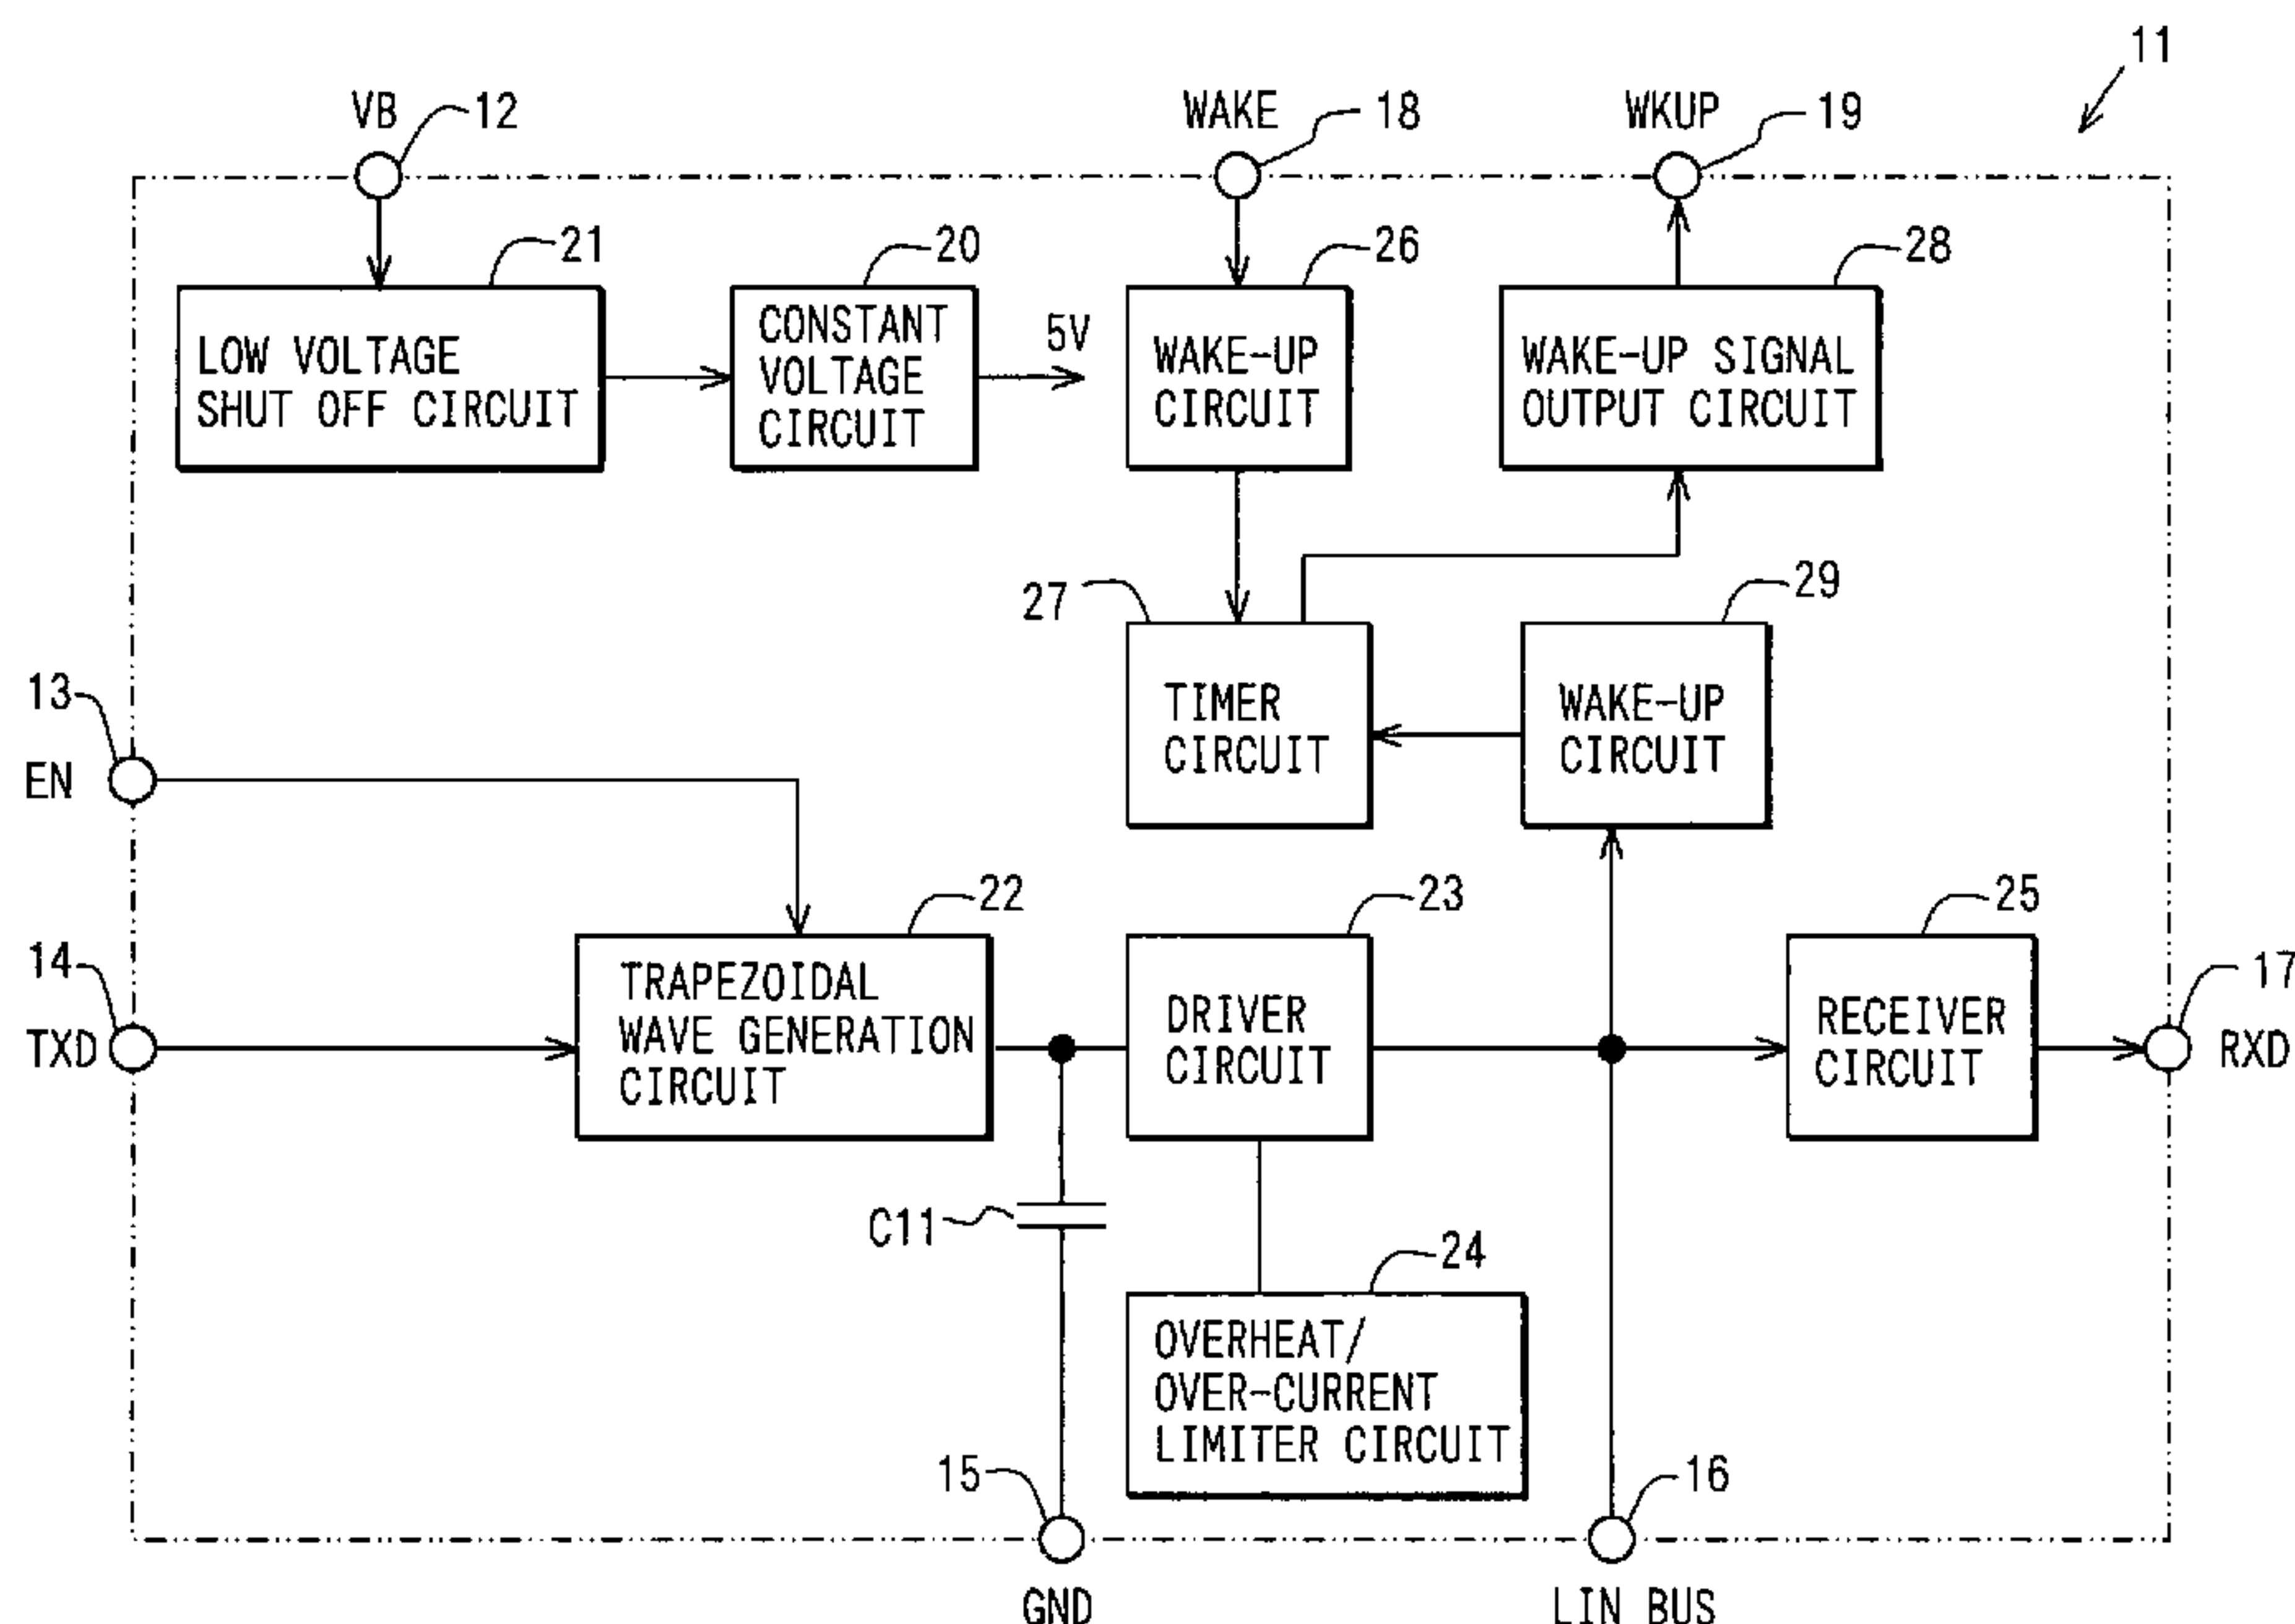 11
VB
12
WAKE
18
WKUP
19
21
20
26
28
LOW VOLTAGE
SHUT OFF CIRCUIT
CONSTANT
VOLTAGE
CIRCUIT
5V
WAKE-UP
CIRCUIT
WAKE-UP SIGNAL
OUTPUT CIRCUIT
27
29
TIMER
CIRCUIT
WAKE-UP
CIRCUIT
13
EN
22
23
25
14
TXD
TRAPEZOIDAL
WAVE GENERATION
CIRCUIT
DRIVER
CIRCUIT
RECEIVER
CIRCUIT
17
RXD
C11
24
OVERHEAT/
OVER-CURRENT
LIMITER CIRCUIT
15
16
GND
LIN BUS